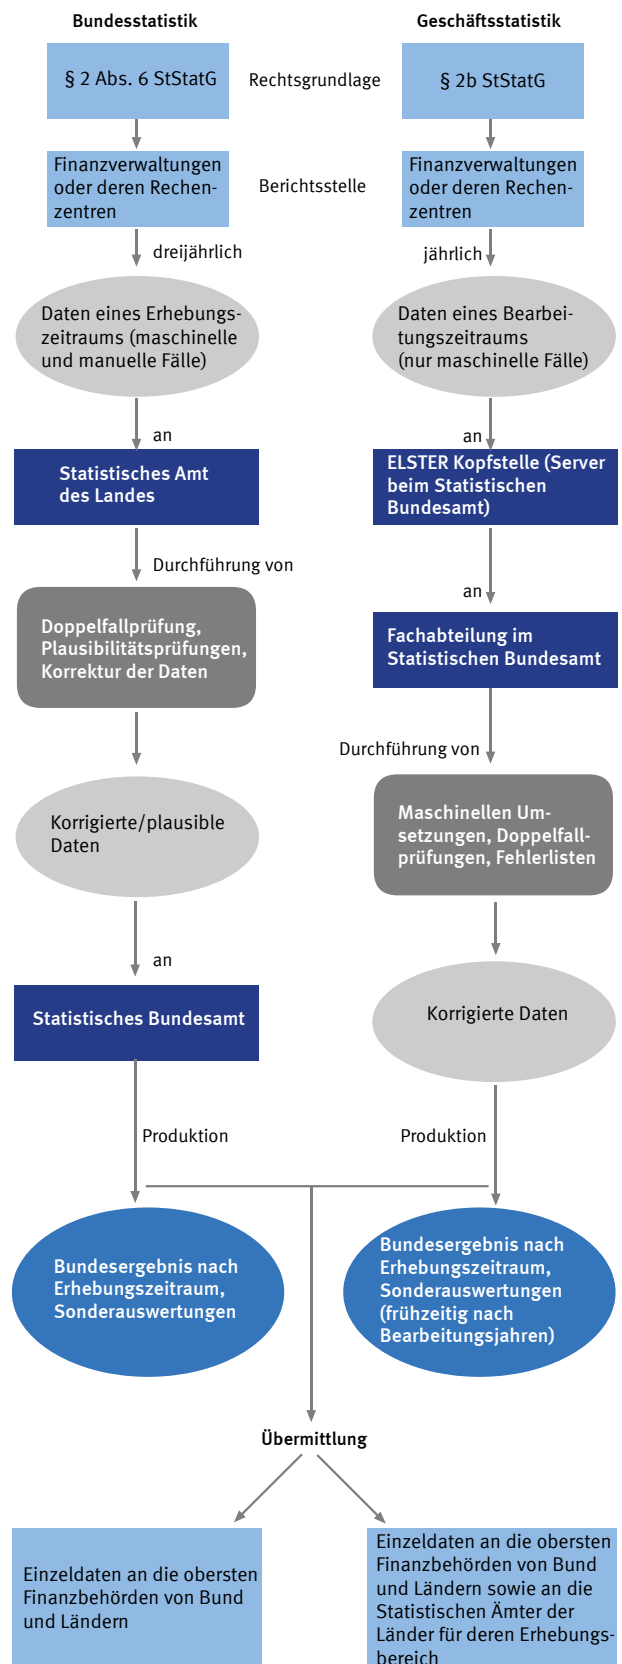 Bundesstatistik
Geschäftsstatistik
§ 2 Abs. 6 StStatG
Rechtsgrundlage
§ 2b StStatG
Finanzverwaltungen
oder deren Rechen-
zentren
Berichtsstelle
Finanzverwaltungen
oder deren Rechen-
zentren
dreijährlich
jährlich
Daten eines Erhebungs-
zeitraums (maschinelle
und manuelle Fälle)
Daten eines Bearbei-
tungszeitraums
(nur maschinelle Fälle)
an
an
Statistisches Amt
des Landes
ELSTER Kopfstelle (Server
beim Statistischen
Bundesamt)
Durchführung von
an
Doppelfallprüfung,
Plausibilitätsprüfungen,
Korrektur der Daten
Fachabteilung im
Statistischen Bundesamt
Durchführung von
Korrigierte/plausible
Daten
Maschinellen Um-
setzungen, Doppelfall-
prüfungen, Fehlerlisten
an
Statistisches Bundesamt
Korrigierte Daten
Produktion
Produktion
Bundesergebnis nach
Erhebungszeitraum,
Sonderauswertungen
Bundesergebnis nach
Erhebungszeitraum,
Sonderauswertungen
(frühzeitig nach
Bearbeitungsjahren)
Übermittlung
Einzeldaten an die obersten
Finanzbehörden von Bund
und Ländern
Einzeldaten an die obersten
Finanzbehörden von Bund
und Ländern sowie an die
Statistischen Ämter der
Länder für deren Erhebungs-
bereich